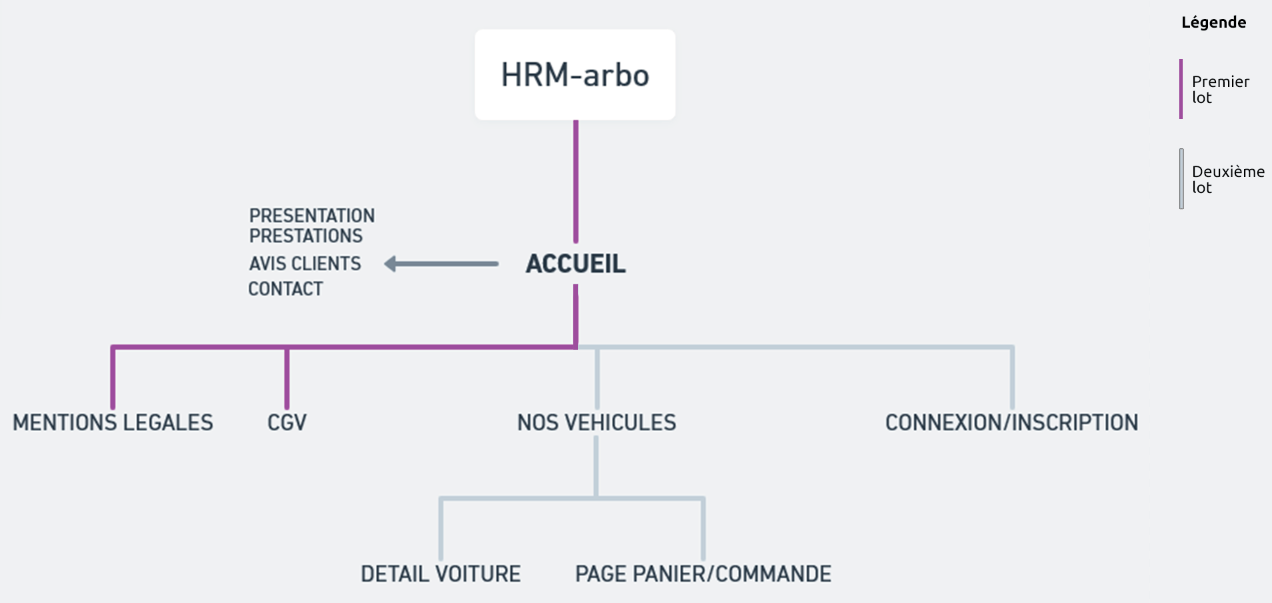 HRM-arbo
Légende
Premier
lot
Deuxième
lot
PRESENTATION
PRESTATIONS
AVIS CLIENTS
CONTACT
ACCUEIL
MENTIONS LEGALES
CGV
NOS VEHICULES
CONNEXION/INSCRIPTION
DETAIL VOITURE
PAGE PANIER/COMMANDE